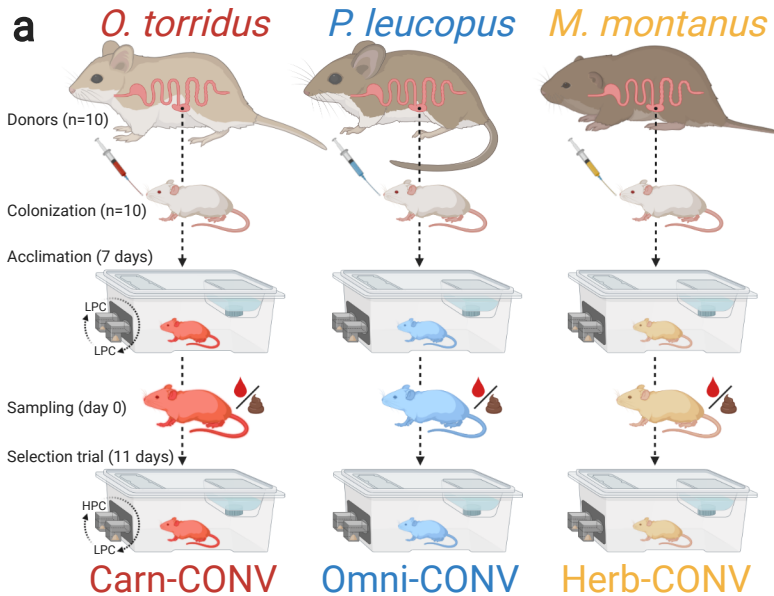 a
O. torridus
P. leucopus
M. montanus
Donors (n=10)
Colonization (n=10)
Acclimation (7 days)
LPC
LPC
Sampling (day 0)
Selection trial (11 days)
HPC
LPC
Carn-CONV
Omni-CONV
Herb-CONV